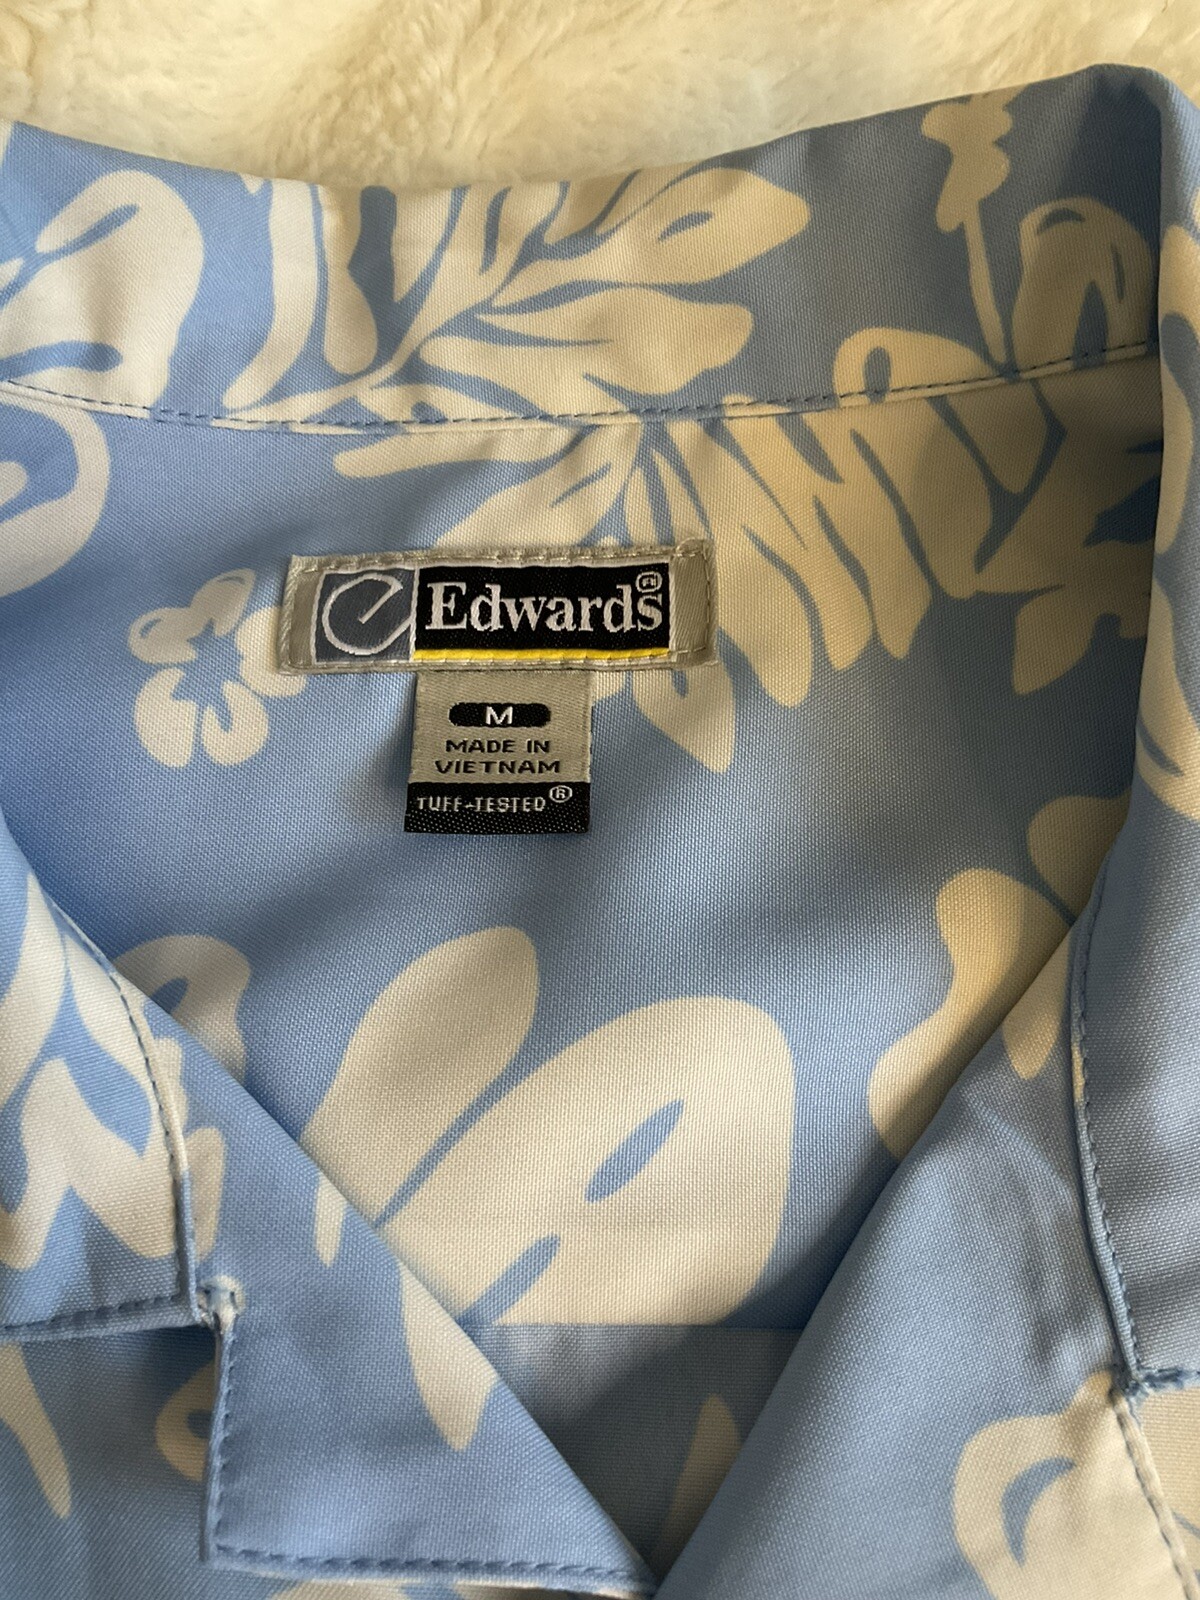 e Edwards®
M
MADE IN
VIETNAM
TUFF-TESTED®